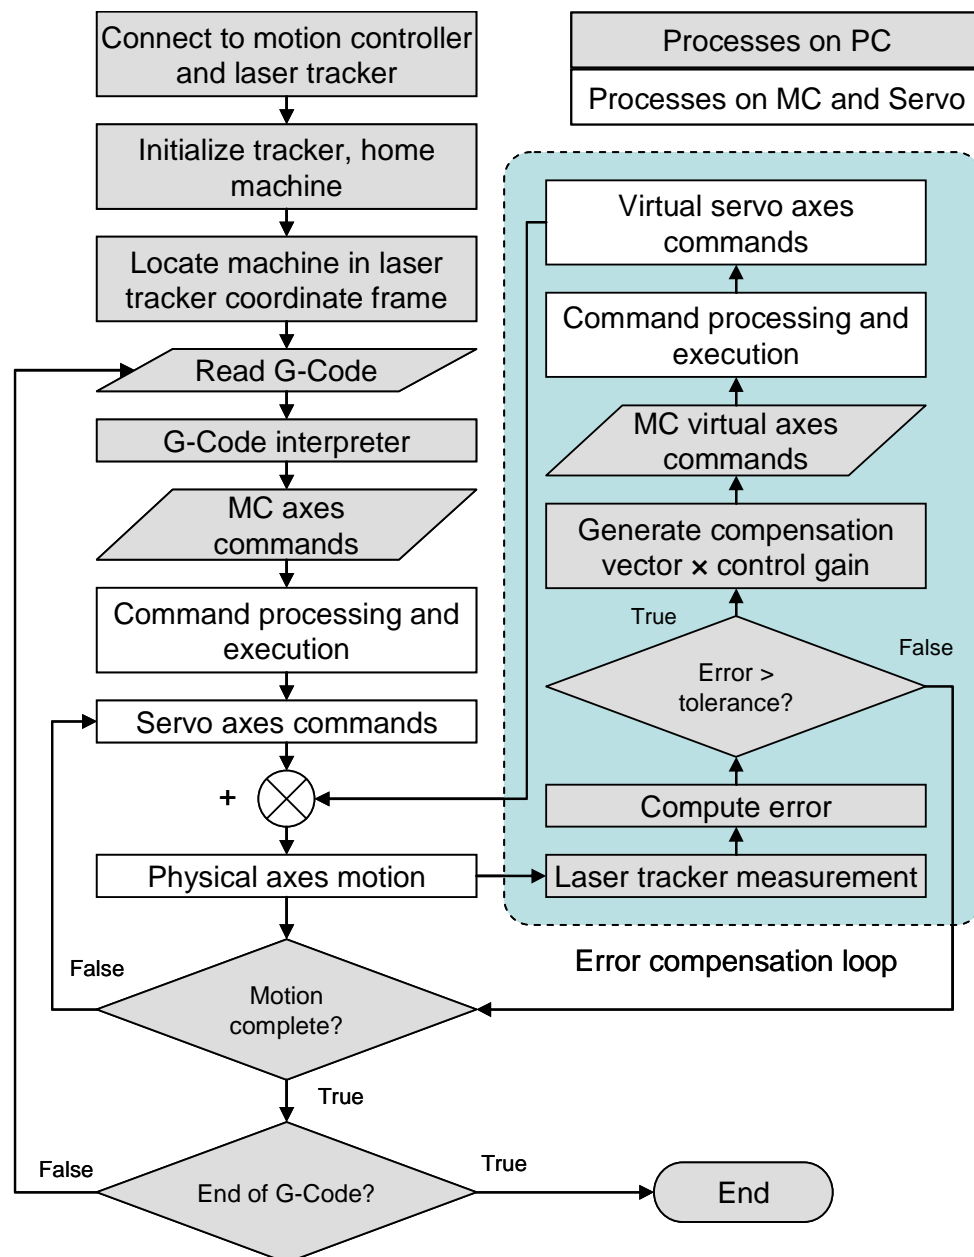 Connect to motion controller
and laser tracker
Initialize tracker, home
machine
Locate machine in laser
tracker coordinate frame
Read G-Code
G-Code interpreter
MC axes
commands
Command processing and
execution
Servo axes commands
+
Physical axes motion
False
Motion
complete?
True
False
End of G-Code?
True
End
Processes on PC
Processes on MC and Servo
Virtual servo axes
commands
Command processing and
execution
MC virtual axes
commands
Generate compensation
vector × control gain
True
False
Error >
tolerance?
Compute error
Laser tracker measurement
Error compensation loop